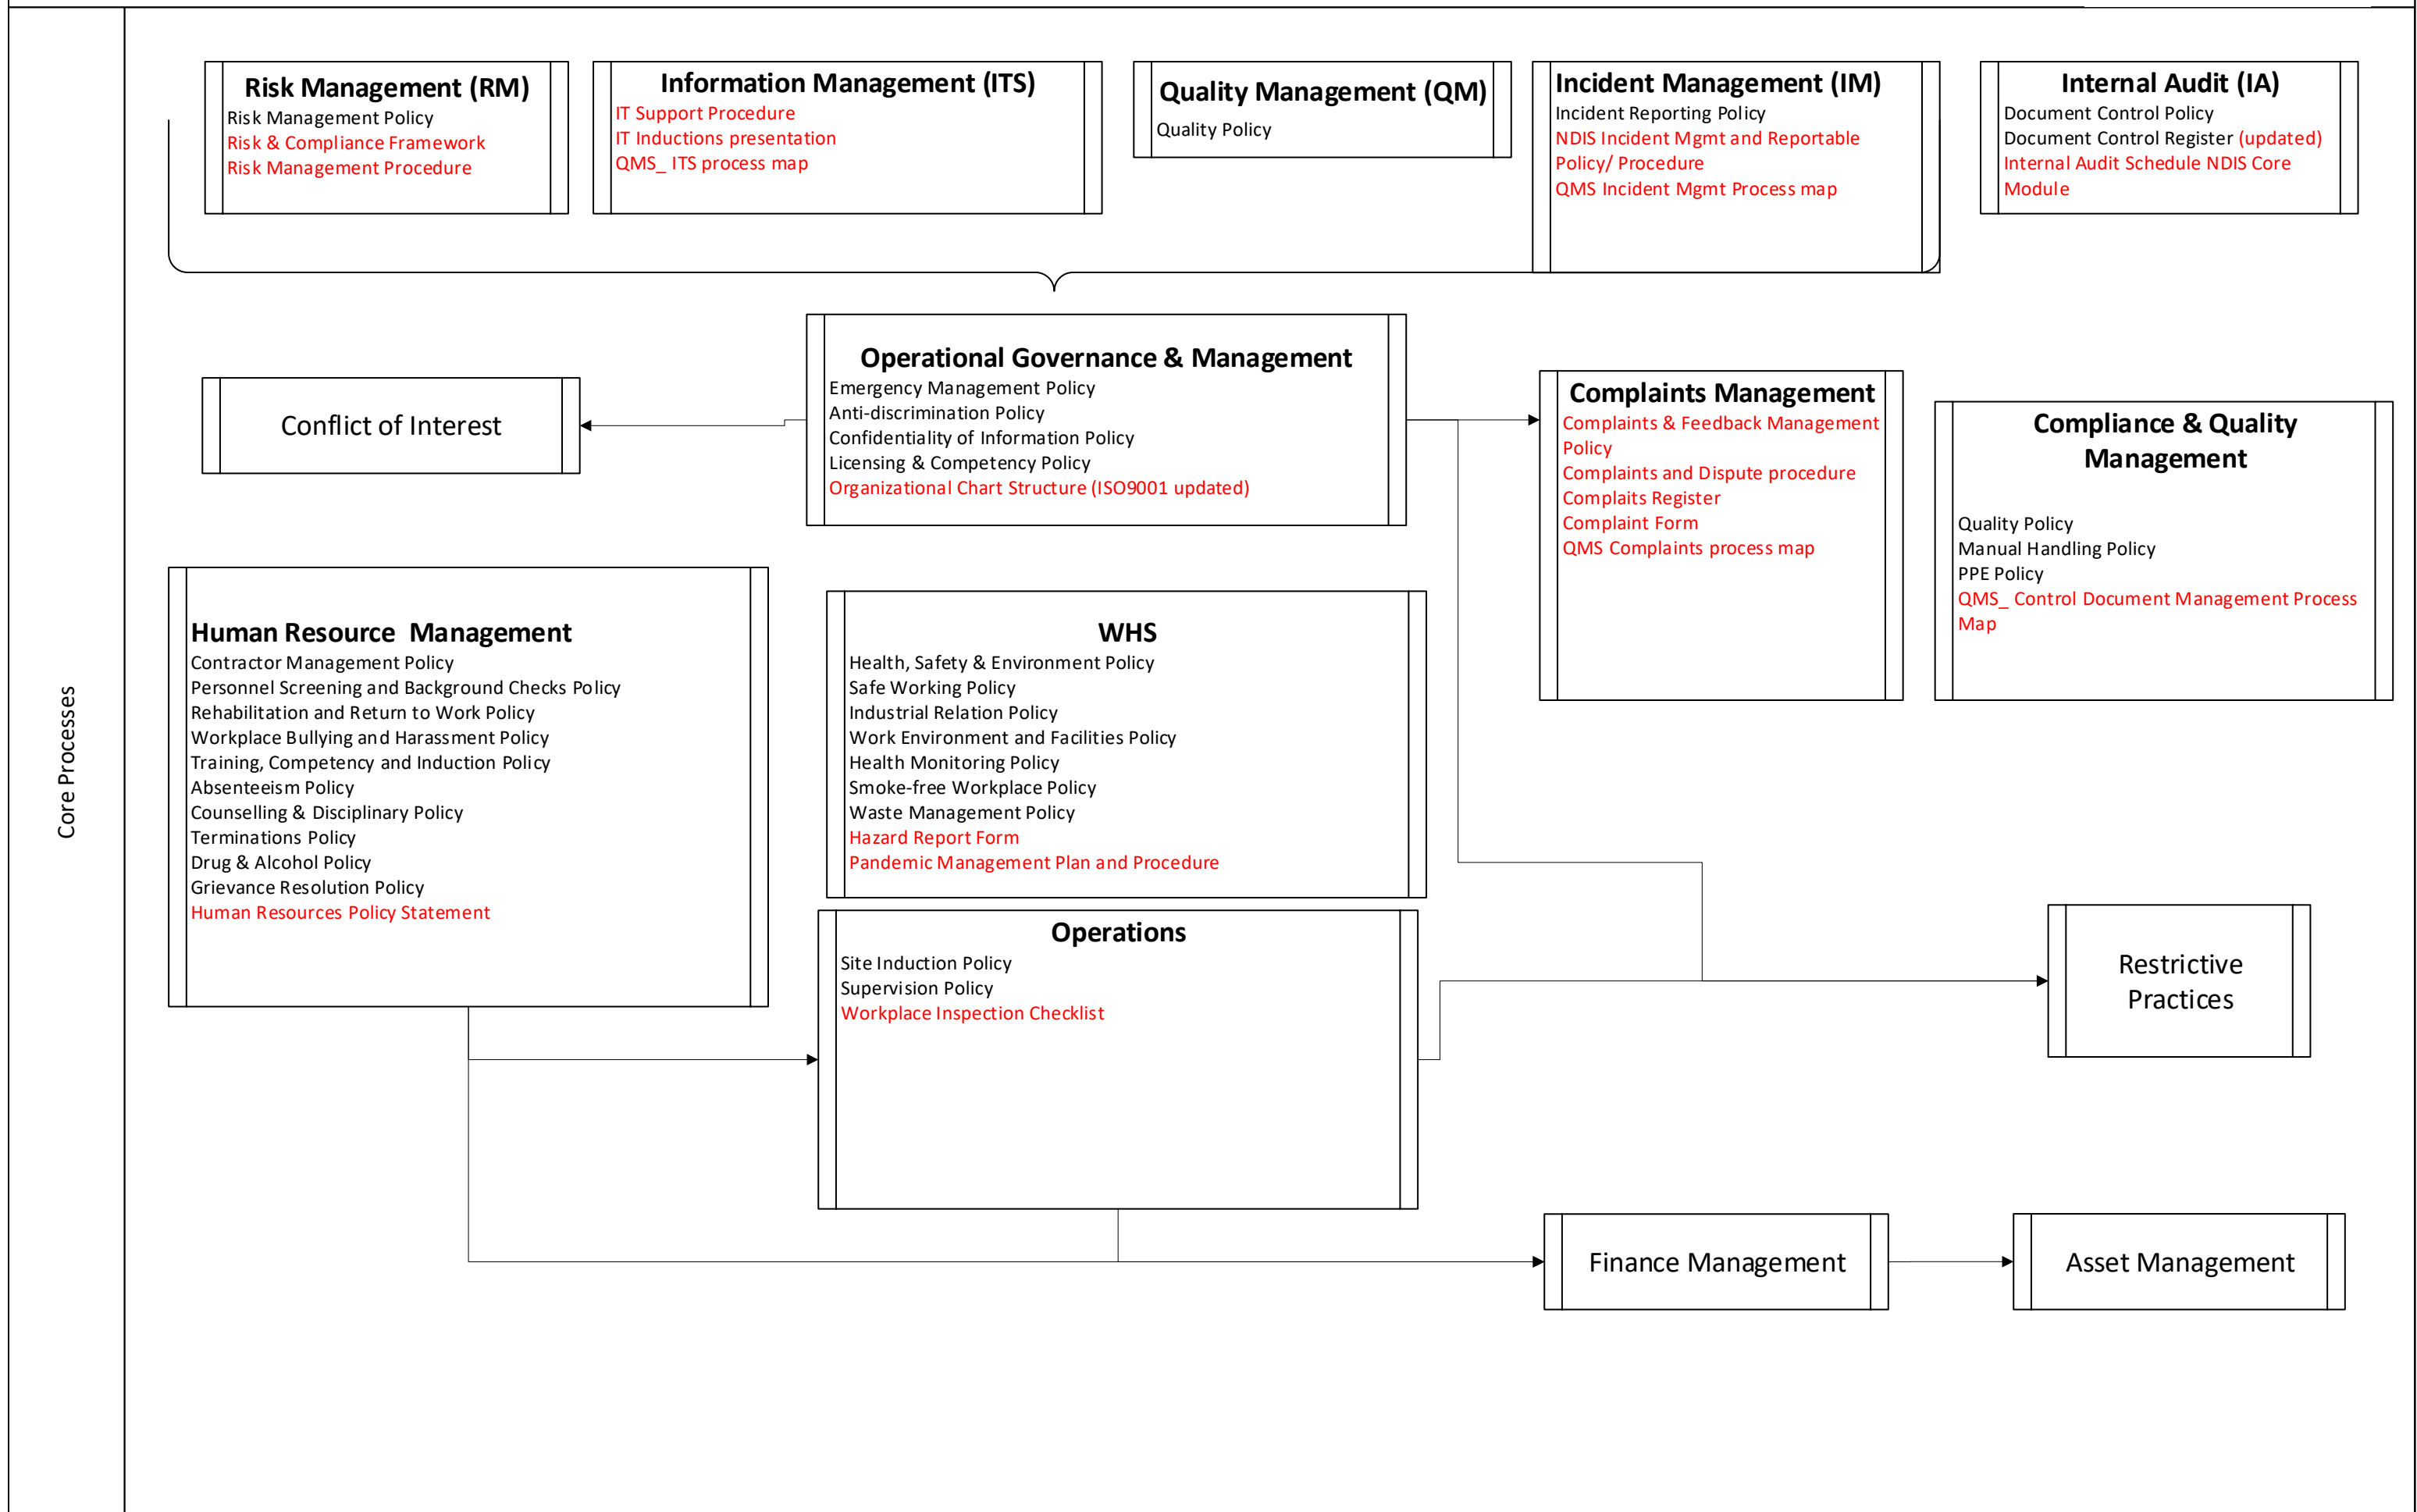 Core Processes
Risk Management (RM)
Risk Management Policy
Risk & Compliance Framework
Risk Management Procedure
Information Management (ITS)
IT Support Procedure
IT Inductions presentation
QMS_ ITS process map
Quality Management (QM)
Quality Policy
Incident Management (IM)
Incident Reporting Policy
NDIS Incident Mgmt and Reportable
Policy/ Procedure
QMS Incident Mgmt Process map
Internal Audit (IA)
Document Control Policy
Document Control Register (updated)
Internal Audit Schedule NDIS Core
Module
Conflict of Interest
Operational Governance & Management
Emergency Management Policy
Anti-discrimination Policy
Confidentiality of Information Policy
Licensing & Competency Policy
Organizational Chart Structure (ISO9001 updated)
Complaints Management
Complaints & Feedback Management
Policy
Complaints and Dispute procedure
Complaits Register
Complaint Form
QMS Complaints process map
Compliance & Quality
Management
Quality Policy
Manual Handling Policy
PPE Policy
QMS_ Control Document Management Process
Map
Human Resource  Management
Contractor Management Policy
Personnel Screening and Background Checks Policy
Rehabilitation and Return to Work Policy
Workplace Bullying and Harassment Policy
Training, Competency and Induction Policy
Absenteeism Policy
Counselling & Disciplinary Policy
Terminations Policy
Drug & Alcohol Policy
Grievance Resolution Policy
Human Resources Policy Statement
WHS
Health, Safety & Environment Policy
Safe Working Policy
Industrial Relation Policy
Work Environment and Facilities Policy
Health Monitoring Policy
Smoke-free Workplace Policy
Waste Management Policy
Hazard Report Form
Pandemic Management Plan and Procedure
Operations
Site Induction Policy
Supervision Policy
Workplace Inspection Checklist
Restrictive
Practices
Finance Management
Asset Management